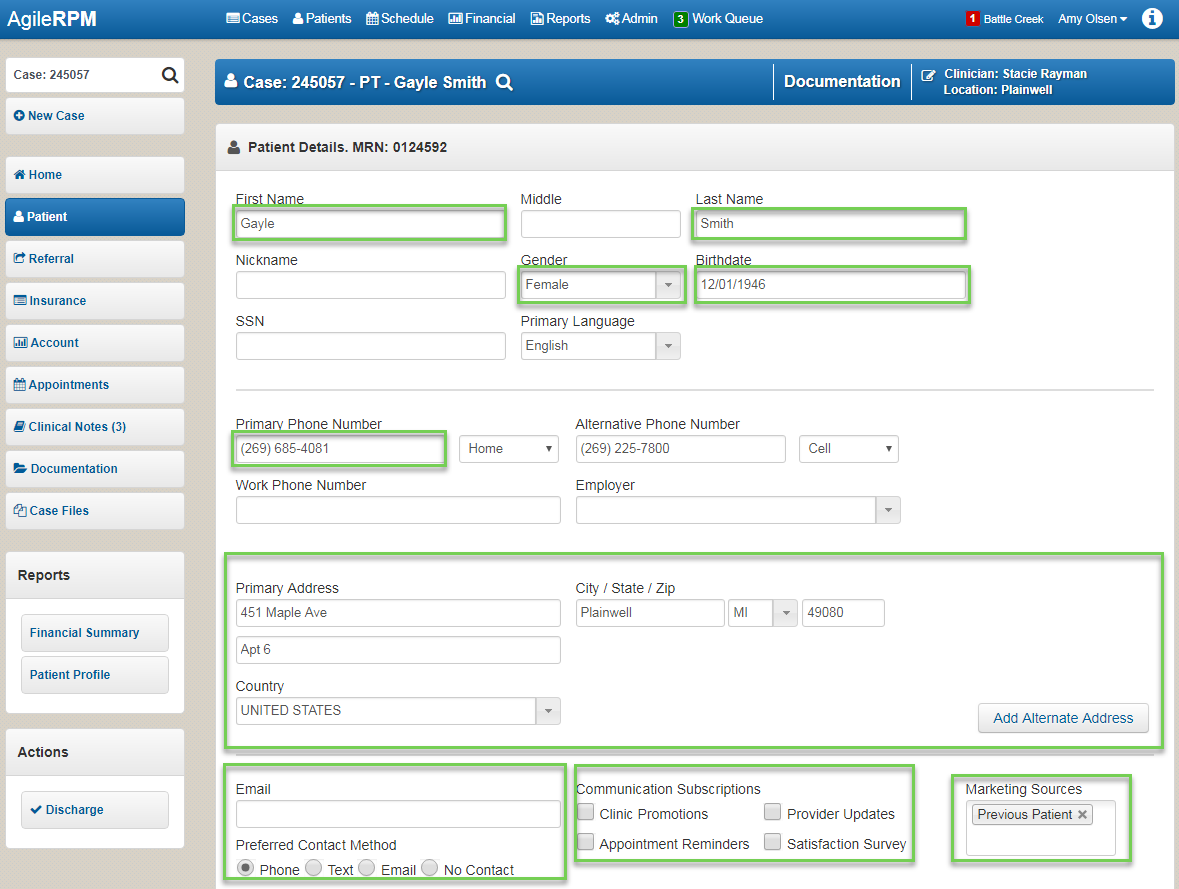 AgileRPM Cases Patients Schedule Financial Reports Admin 3 Work Queue 1 Battle Creek Amy Olsen
Case: 245057
New Case
Home
Patient
Referral
Insurance
Account
Appointments
Clinical Notes (3)
Documentation
Case Files
Reports
Financial Summary
Patient Profile
Actions
Discharge
Case: 245057 - PT - Gayle Smith
Documentation
Clinician: Stacie Rayman
Location: Plainwell
Patient Details. MRN: 0124592
First Name Middle Last Name
Gayle Smith
Nickname Gender Birthdate
Female 12/01/1946
SSN Primary Language
English
Primary Phone Number Alternative Phone Number
(269) 685-4081 Home (269) 225-7800 Cell
Work Phone Number Employer
Primary Address City / State / Zip
451 Maple Ave Plainwell MI 49080
Apt 6
Country
UNITED STATES
Add Alternate Address
Email Communication Subscriptions Marketing Sources
Clinic Promotions Provider Updates Previous Patient
Preferred Contact Method Appointment Reminders Satisfaction Survey
Phone Text Email No Contact